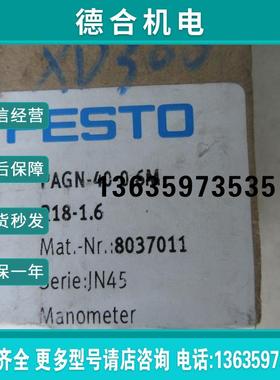 德合机电
XD300
FESTO
信经营
PAGN-40-0.6M
13635973535
后保障
R18-1.6
货秒发
Mat.-Nr.:8037011
保一年
Serie:JN45
Manometer
齐全 更多型号请店咨询 电话:1363597